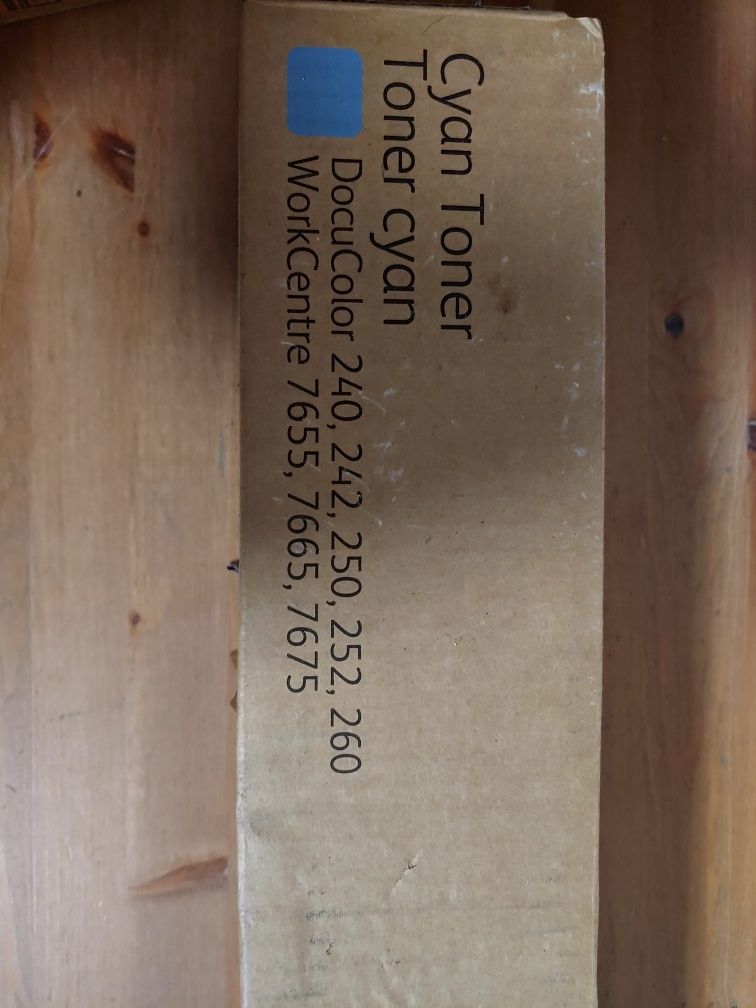 Cyan Toner
Toner cyan
DocuColor 240, 242, 250, 252, 260
WorkCentre 7655, 7665, 7675